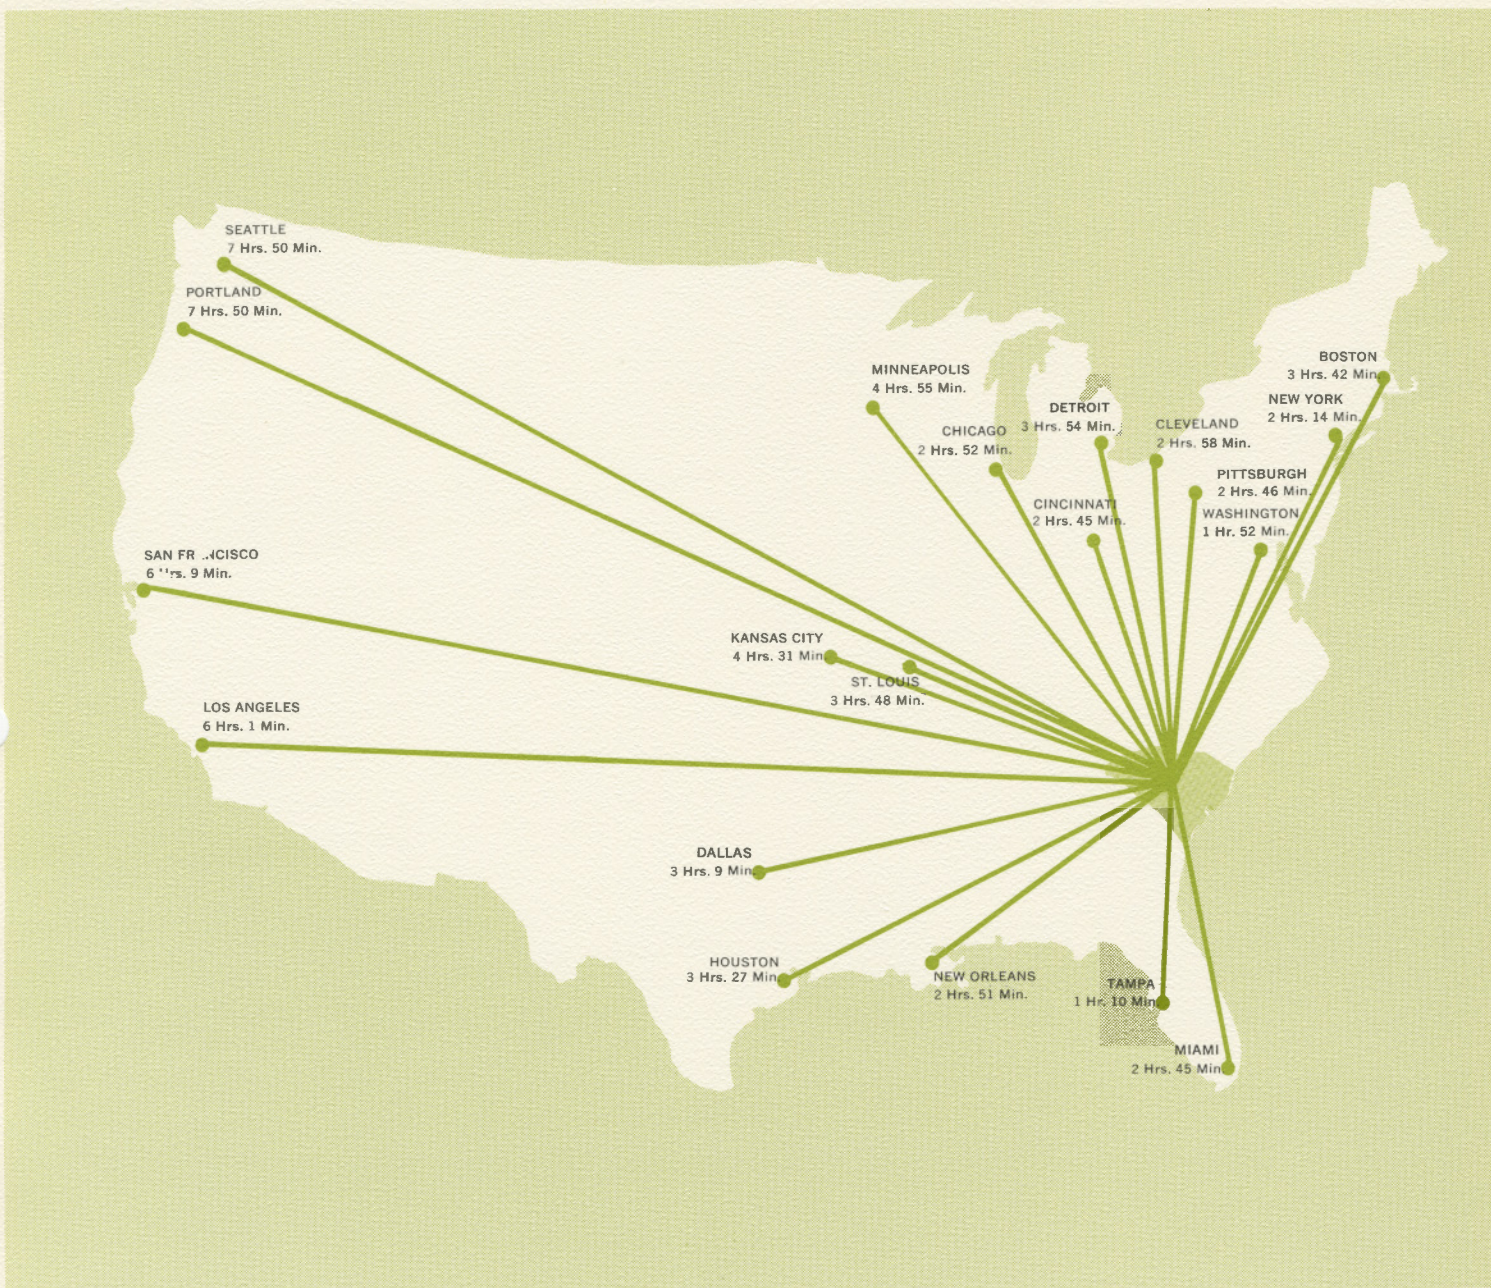 SEATTLE
7 Hrs. 50 Min.
PORTLAND
7 Hrs. 50 Min.
BOSTON
3 Hrs. 42 Min.
MINNEAPOLIS
4 Hrs. 55 Min.
NEW YORK
2 Hrs. 14 Min.
DETROIT
3 Hrs. 54 Min.
CHICAGO
2 Hrs. 52 Min.
CLEVELAND
2 Hrs. 58 Min.
PITTSBURGH
2 Hrs. 46 Min.
CINCINNATI
2 Hrs. 45 Min.
WASHINGTON
1 Hr. 52 Min.
SAN
6 9 Min.
KANSAS CITY
4 Hrs. 31 Min.
ST. LOUIS
3 Hrs. 48 Min.
LOS ANGELES
6 Hrs. 1 Min.
DALLAS
3 Hrs. 9 Min.
HOUSTON
3 Hrs. 27 Min.
NEW ORLEANS
2 Hrs. 51 Min.
TAMPA
1 Hr. 10 Min.
MIAMI
2 Hrs. 45 Min.